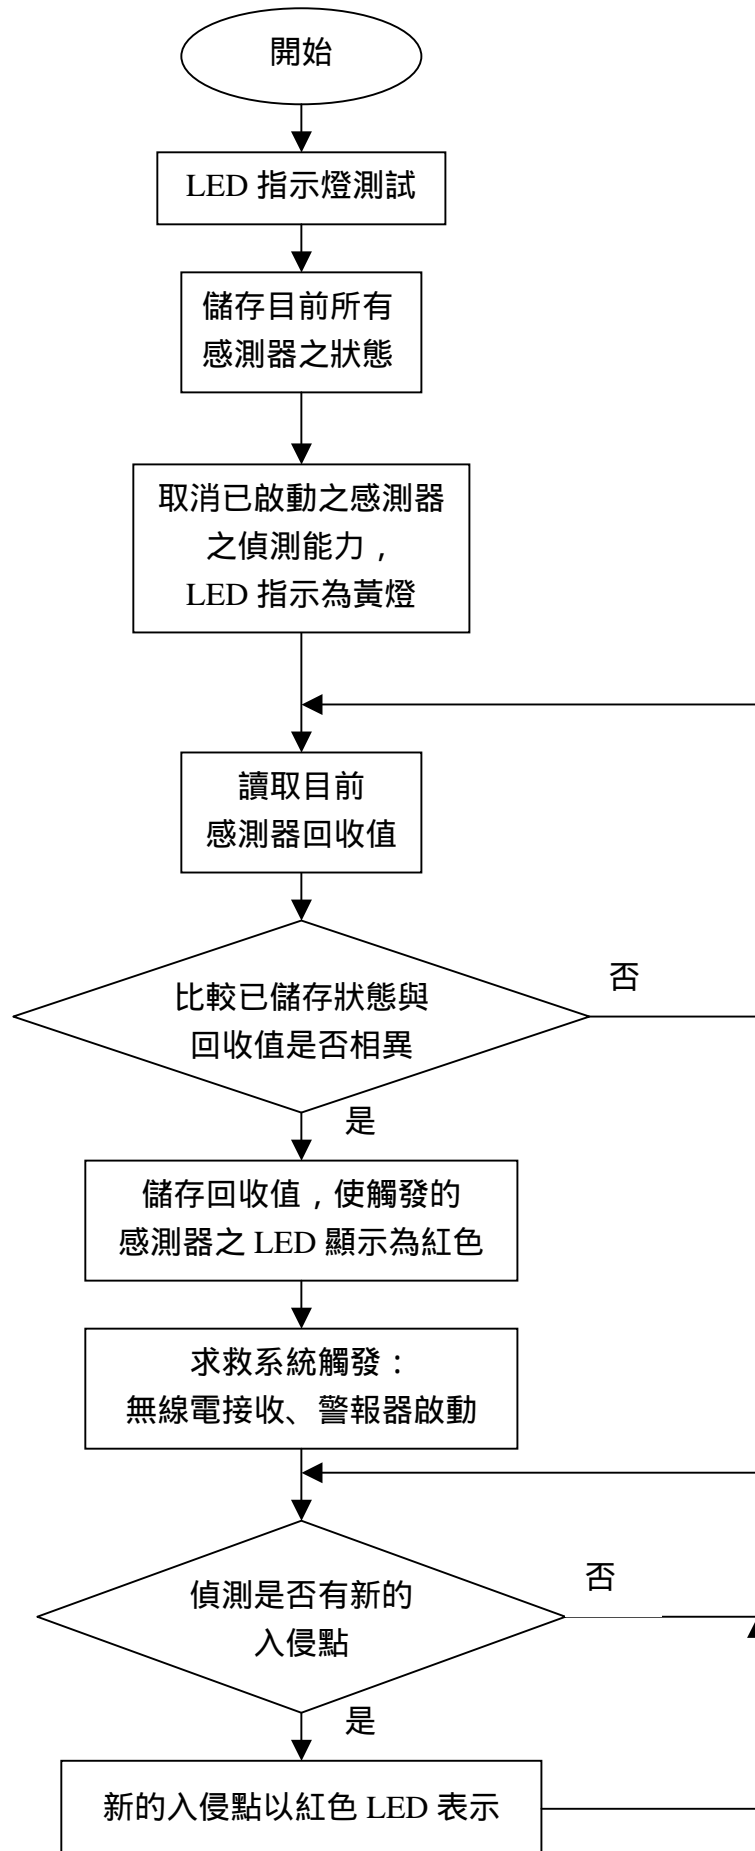 開始
LED 指示燈測試
儲存目前所有
感測器之狀態
取消已啟動之感測器
之偵測能力，
LED 指示為黃燈
讀取目前
感測器回收值
比較已儲存狀態與
回收值是否相異
否
是
儲存回收值，使觸發的
感測器之 LED 顯示為紅色
求救系統觸發：
無線電接收、警報器啟動
偵測是否有新的
入侵點
否
是
新的入侵點以紅色 LED 表示